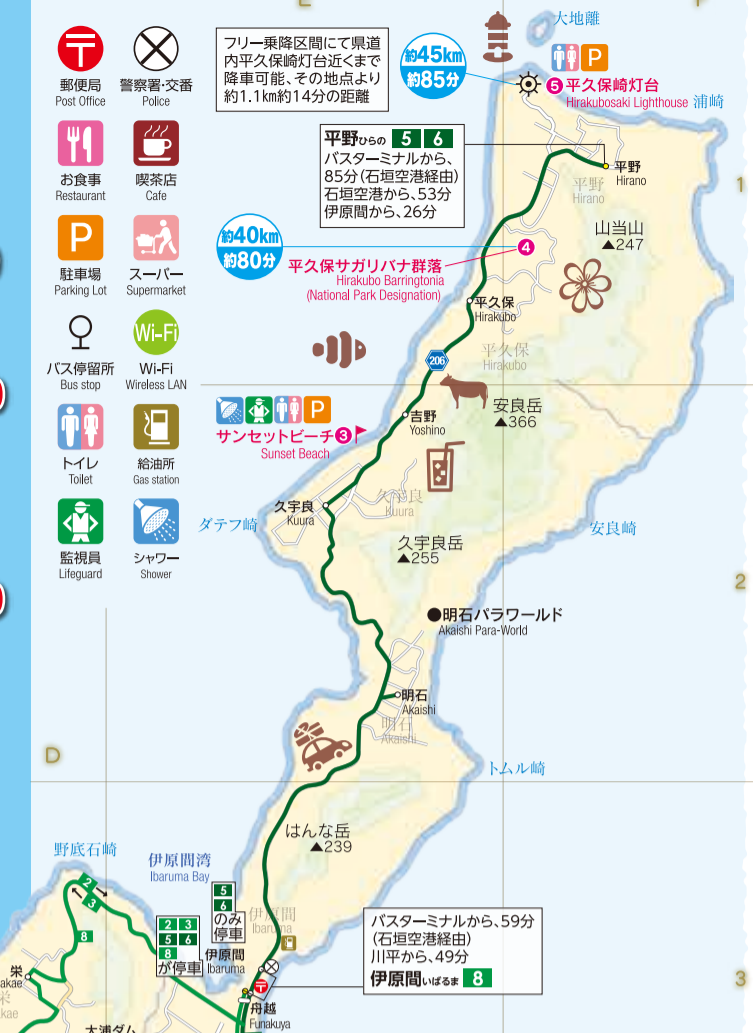 E
F
〒
郵便局
Post Office
警察署・交番
Police
お食事
Restaurant
喫茶店
Cafe
P
駐車場
Parking Lot
スーパー
Supermarket
バス停留所
Bus stop
Wi-Fi
Wi-Fi
Wireless LAN
トイレ
Toilet
給油所
Gas station
監視員
Lifeguard
シャワー
Shower
フリー乗降区間にて県道
内平久保崎灯台近くまで
降車可能、その地点より
約1.1km約14分の距離
約45km
約85分
大地離
P
5 平久保崎灯台
Hirakubosaki Lighthouse
浦崎
平野ひらの 5 6
バスターミナルから、
85分(石垣空港経由)
石垣空港から、53分
伊原間から、26分
平野
Hirano
平野
Hirano
1
山当山
▲247
約40km
約80分
4
平久保サガリバナ群落
Hirakubo Barringtonia
(National Park Designation)
平久保
Hirakubo
平久保
Hirakubo
206
安良岳
▲366
P
サンセットビーチ3
Sunset Beach
吉野
Yoshino
久宇良
Kuura
久宇良
Kuura
ダテフ崎
安良崎
久宇良岳
▲255
2
●明石パラワールド
Akaishi Para-World
明石
Akaishi
明石
Akaishi
D
トムル崎
はんな岳
▲239
野底石崎
伊原間湾
Ibaruma Bay
2
3
8
5
6
のみ
停車
2 3
5 6
8
が停車
伊原間
Ibaruma
伊原間
Ibaruma
バスターミナルから、59分
(石垣空港経由)
川平から、49分
伊原間いばるま 8
〒
舟越
Funakuya
栄
akae
栄
kae
大浦ダム
3